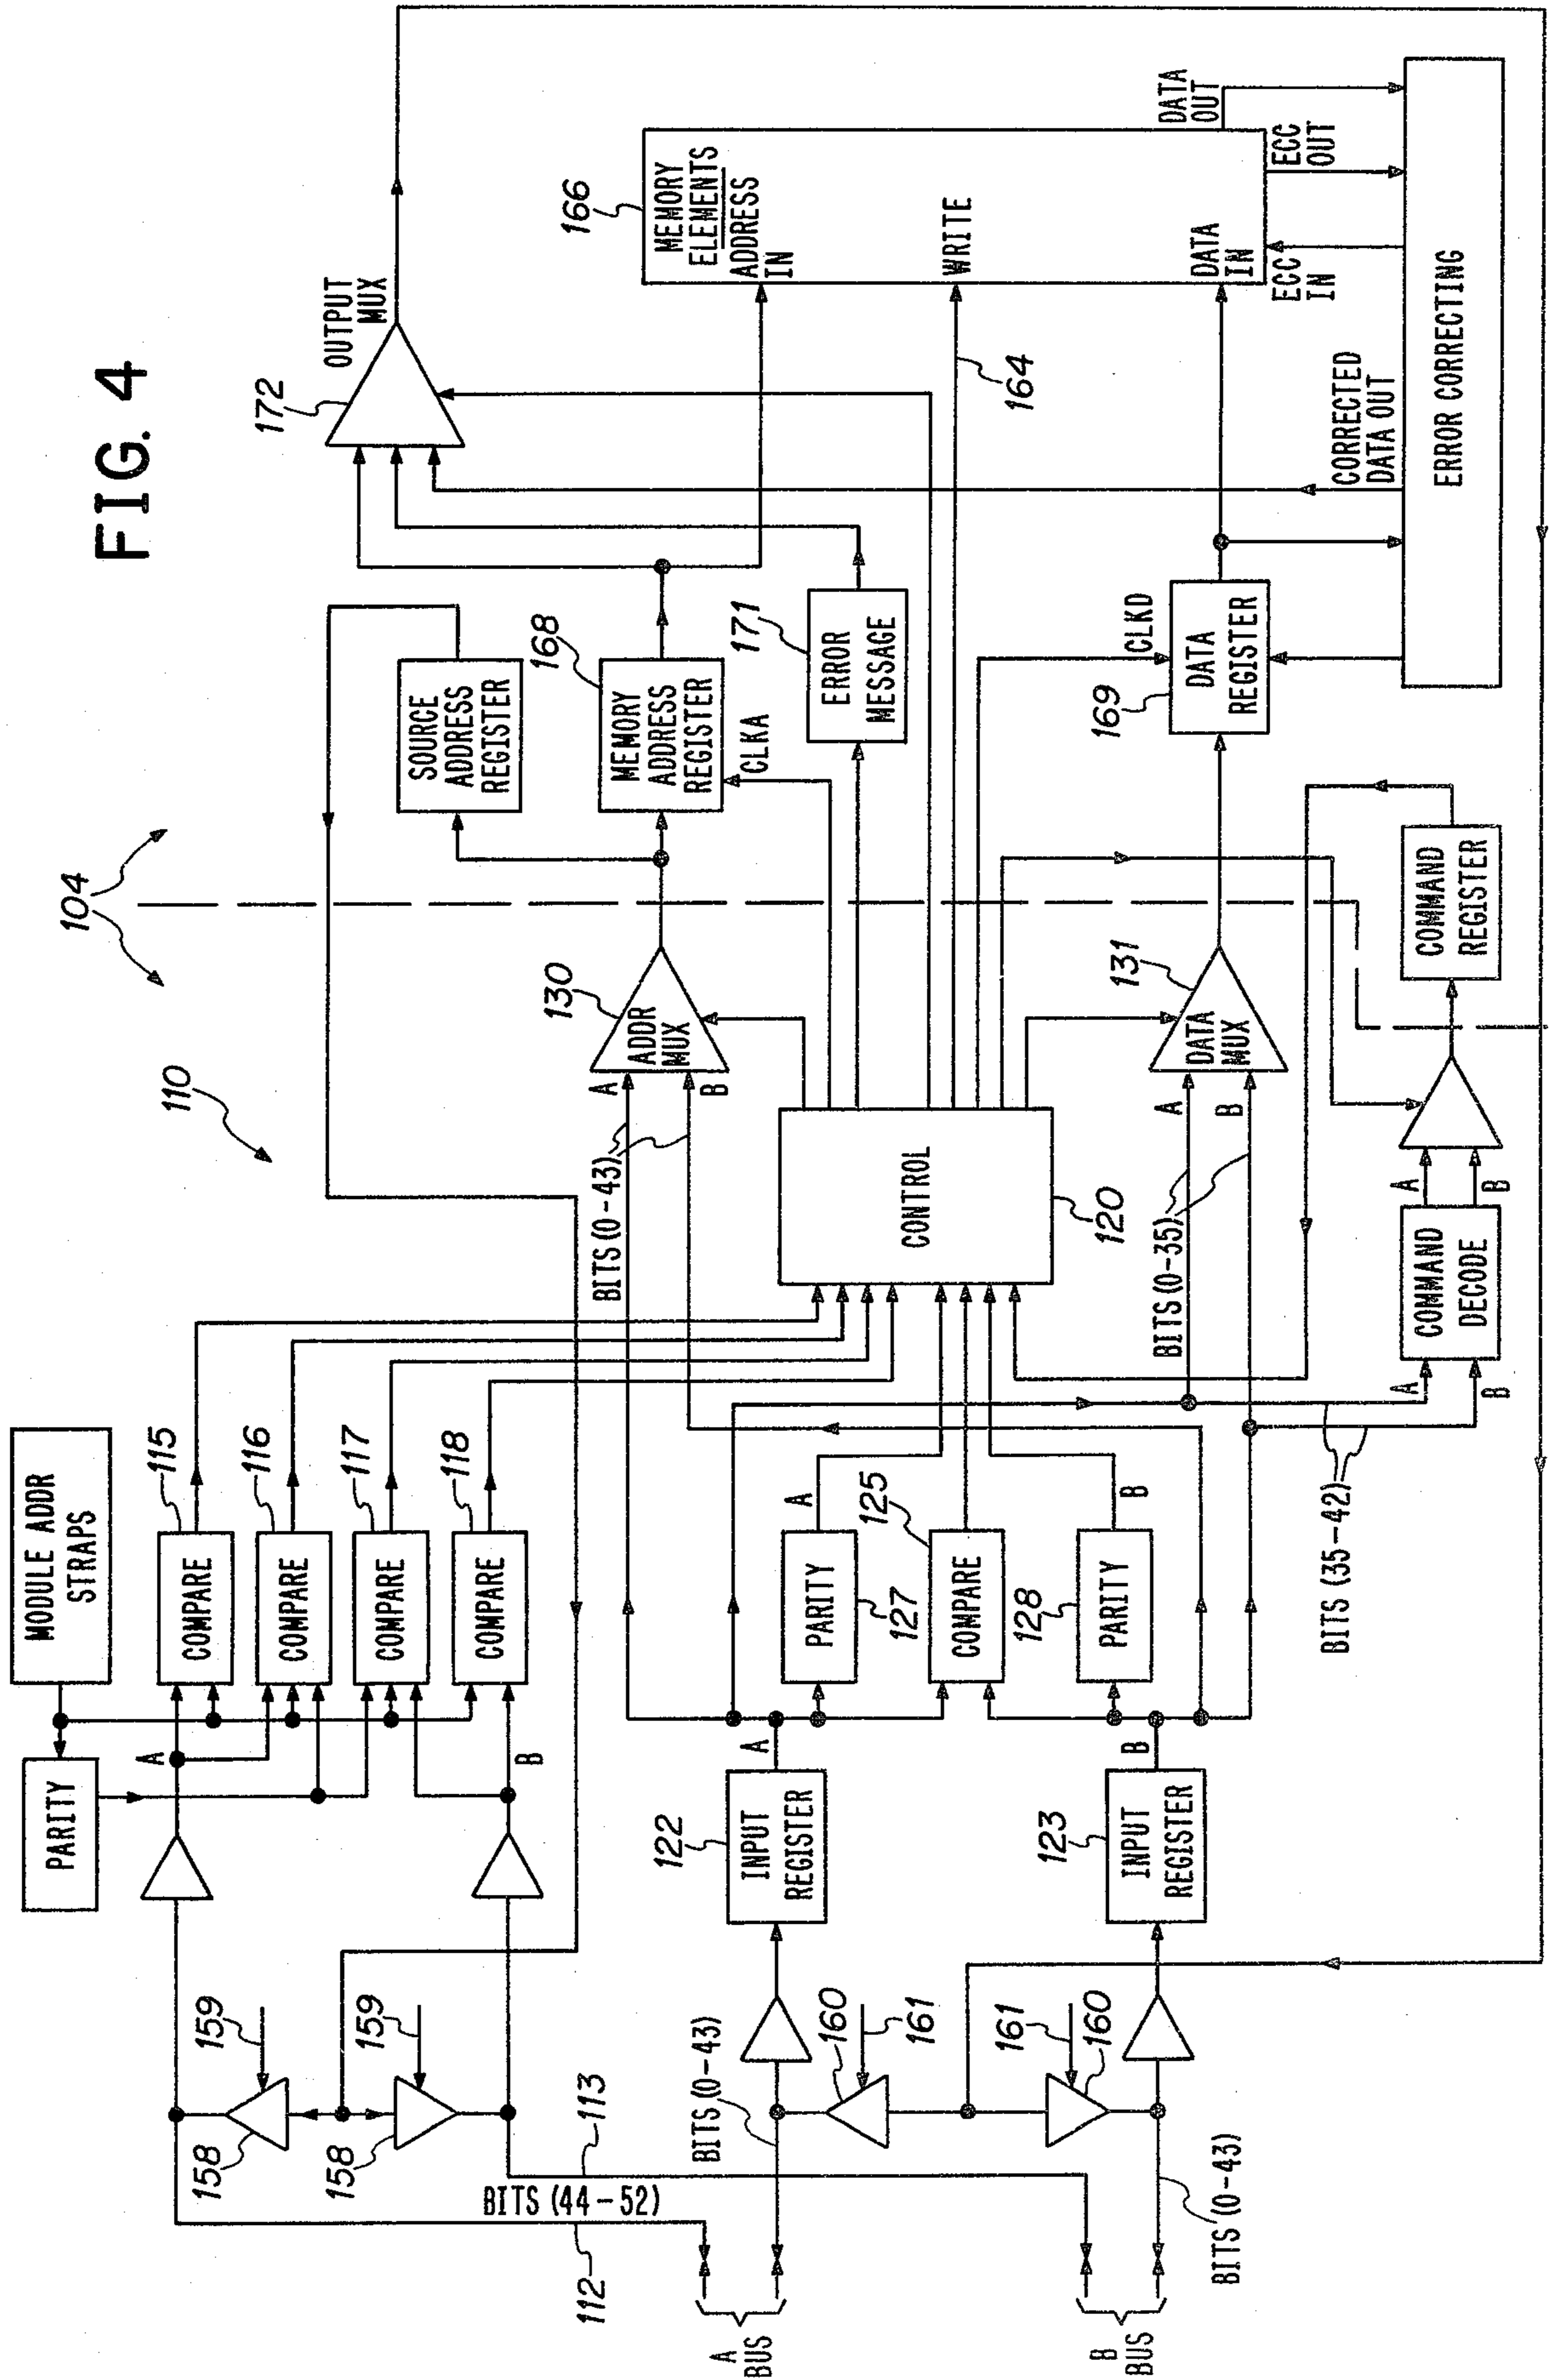 FIG. 4
104
110
MODULE ADDR
STRAPS
PARITY
A
B
115
COMPARE
116
COMPARE
117
COMPARE
118
COMPARE
158
159
158
159
112
BITS (44-52)
113
A
BUS
BITS (0-43)
160
161
161
160
B
BUS
BITS (0-43)
122
INPUT
REGISTER
A
123
INPUT
REGISTER
B
PARITY
127
A
125
COMPARE
128
PARITY
B
BITS (0-43)
A
B
130
ADDR
MUX
CONTROL
120
BITS (0-35)
A
B
131
DATA
MUX
BITS (35-42)
A
B
COMMAND
DECODE
A
B
COMMAND
REGISTER
SOURCE
ADDRESS
REGISTER
168
MEMORY
ADDRESS
REGISTER
CLKA
171
ERROR
MESSAGE
CLKD
169
DATA
REGISTER
172
OUTPUT
MUX
166
MEMORY
ELEMENTS
ADDRESS
IN
WRITE
164
DATA
IN
DATA
OUT
ECC
OUT
ECC
IN
CORRECTED
DATA OUT
ERROR CORRECTING